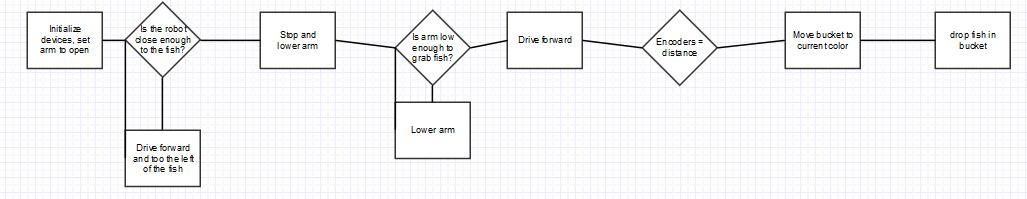 Initialize
devices, set
arm to open
Is the robot
close enough
to the fish?
Drive forward
and too the left
of the fish
Stop and
lower arm
Is arm low
enough to
grab fish?
Lower arm
Drive forward
Encoders =
distance
Move bucket to
current color
drop fish in
bucket